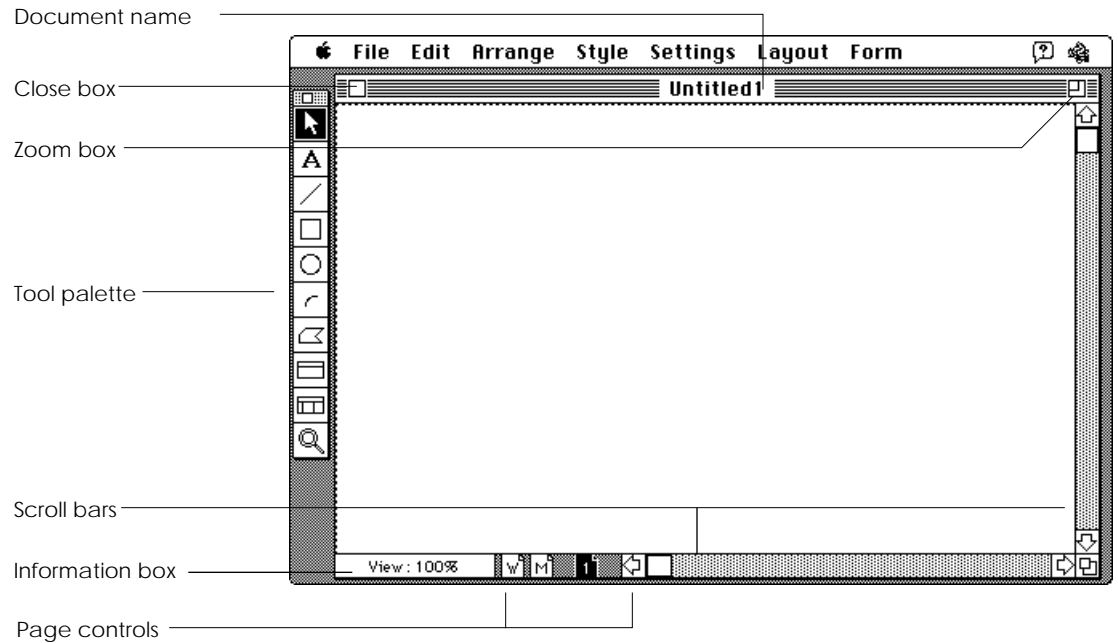 Document name
File Edit Arrange Style Settings Layout Form
Close box
Untitled1
Zoom box
A
Tool palette
Scroll bars
Information box
View : 100%
W M 1
Page controls